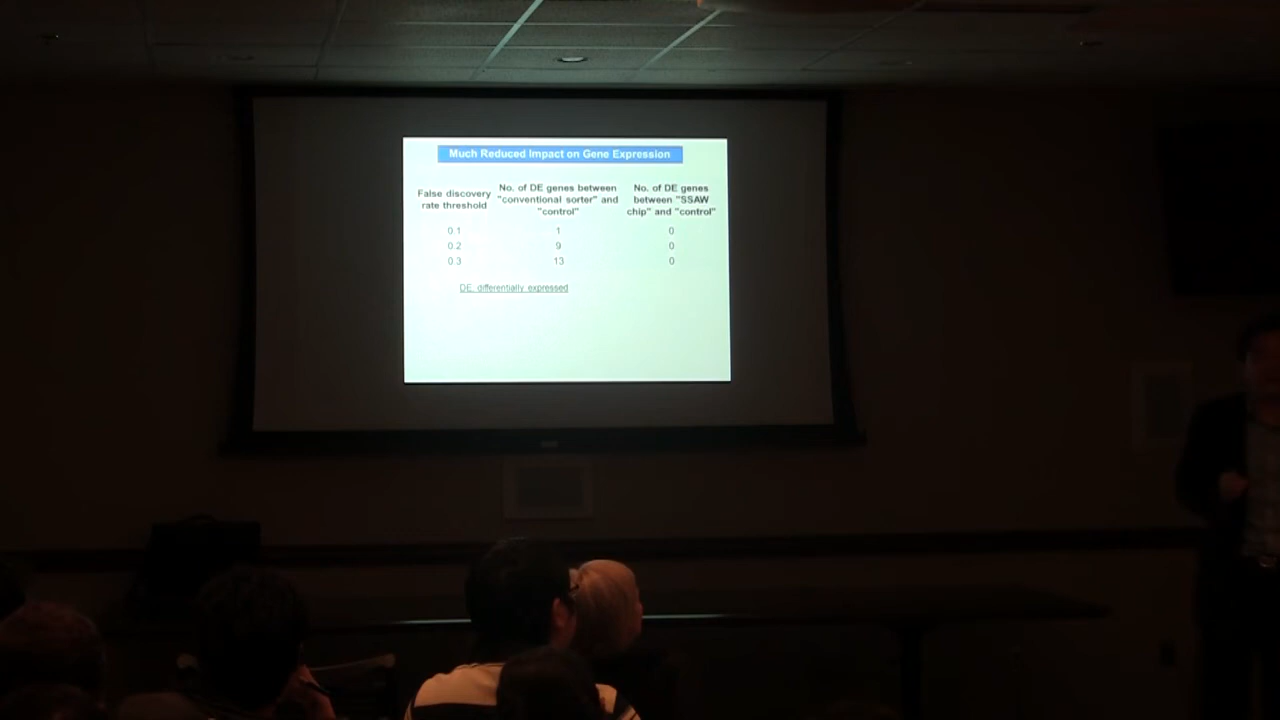 Much Reduced Impact on Gene Expression
False discovery rate threshold
No. of DE genes between "conventional sorter" and "control"
No. of DE genes between "SSAW chip" and "control"
0.1 1 0
0.2 9 0
0.3 13 0
DE: differentially expressed